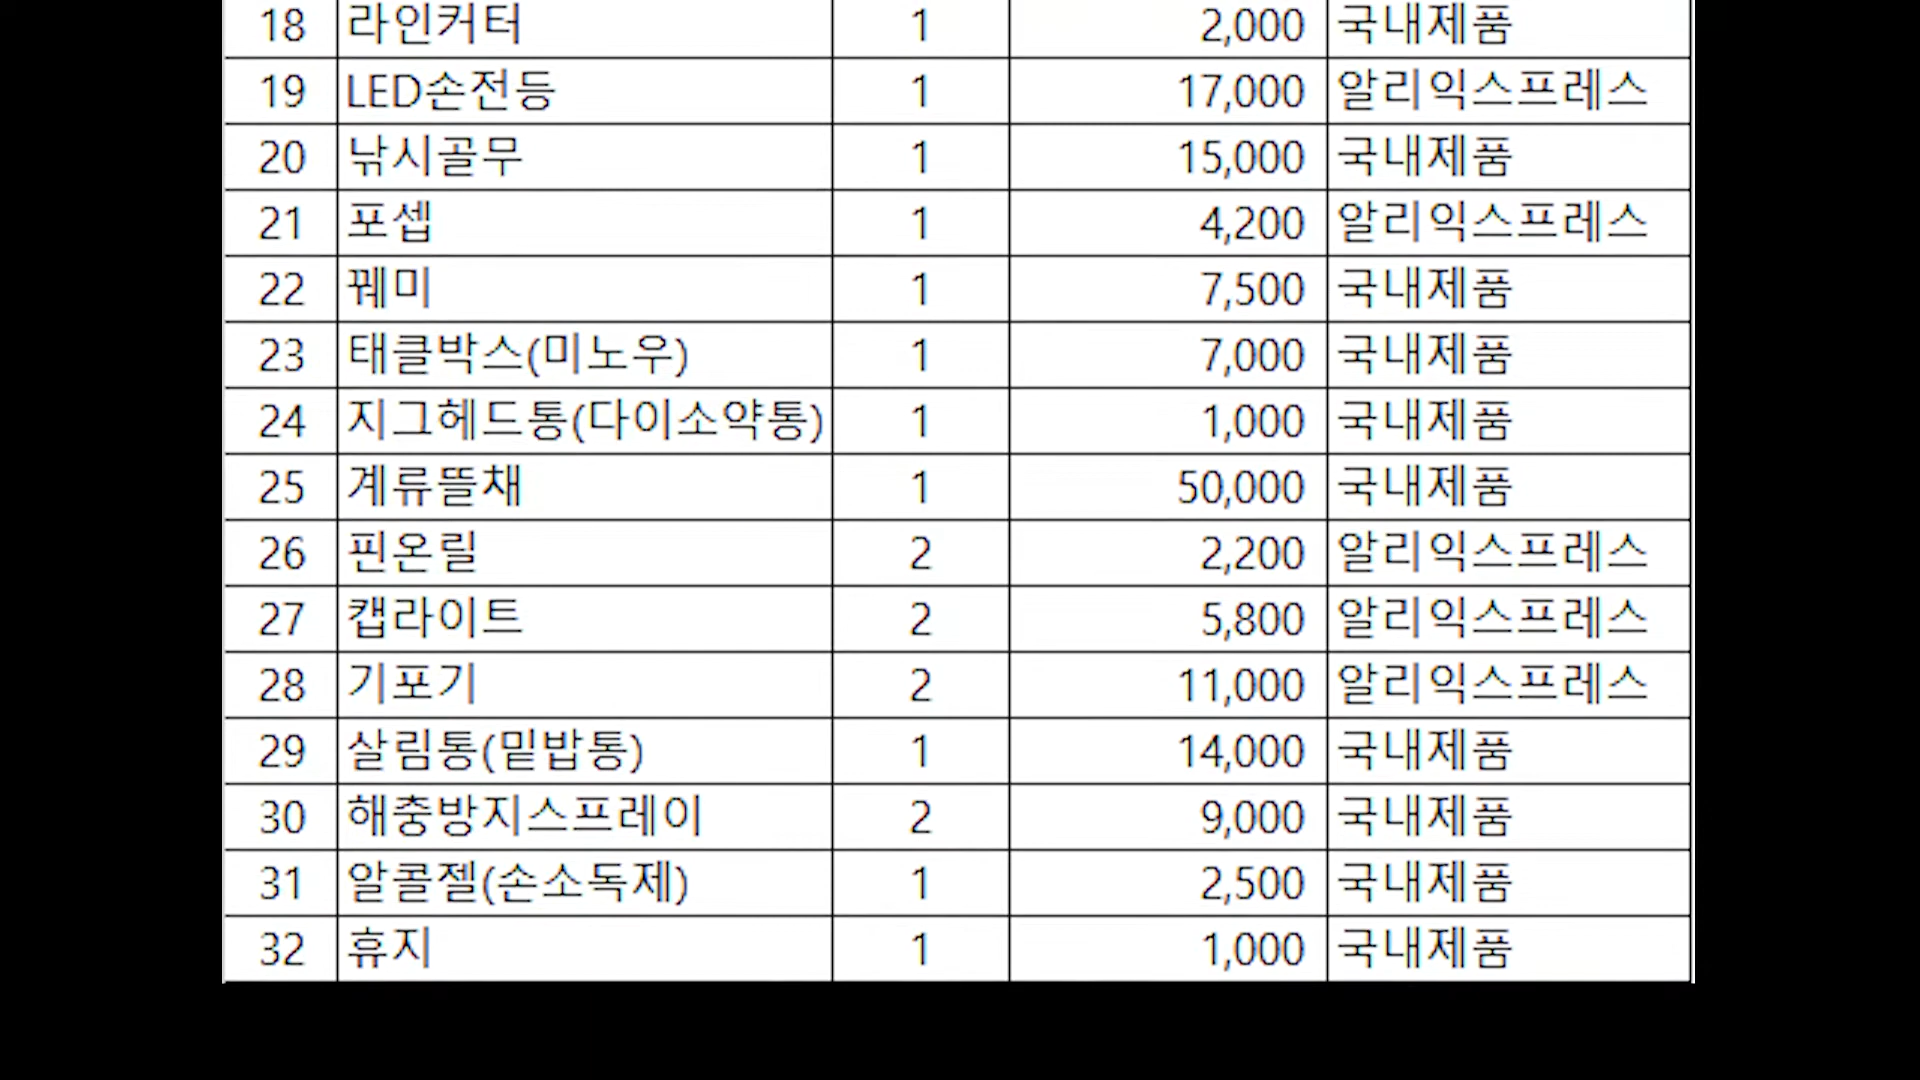 18 라인커터 1 2,000 국내제품
19 LED손전등 1 17,000 알리익스프레스
20 낚시골무 1 15,000 국내제품
21 포셉 1 4,200 알리익스프레스
22 꿰미 1 7,500 국내제품
23 태클박스(미노우) 1 7,000 국내제품
24 지그헤드통(다이소약통) 1 1,000 국내제품
25 계류뜰채 1 50,000 국내제품
26 핀온릴 2 2,200 알리익스프레스
27 캡라이트 2 5,800 알리익스프레스
28 기포기 2 11,000 알리익스프레스
29 살림통(밑밥통) 1 14,000 국내제품
30 해충방지스프레이 2 9,000 국내제품
31 알콜젤(손소독제) 1 2,500 국내제품
32 휴지 1 1,000 국내제품